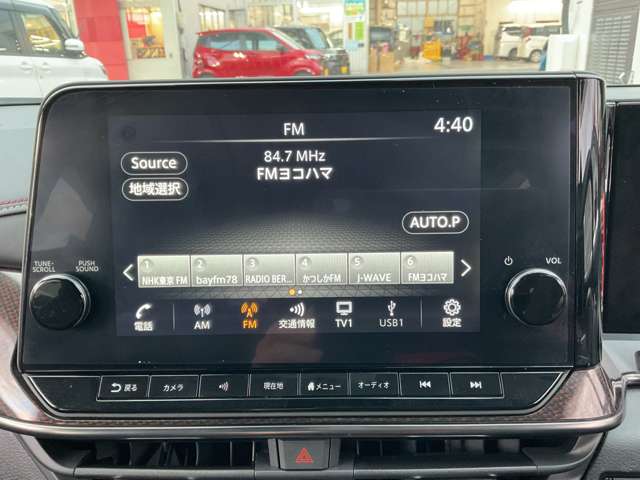 FM
4:40
84.7 MHz
FMヨコハマ
Source
地域選択
AUTO.P
TUNE·SCROLL
PUSH SOUND
VOL
1 NHK東京 FM
2 bayfm78
3 RADIO BER...
4 かつしかFM
5 J-WAVE
6 FMヨコハマ
電話
AM
FM
交通情報
TV1
USB1
設定
戻る
カメラ
現在地
メニュー
オーディオ